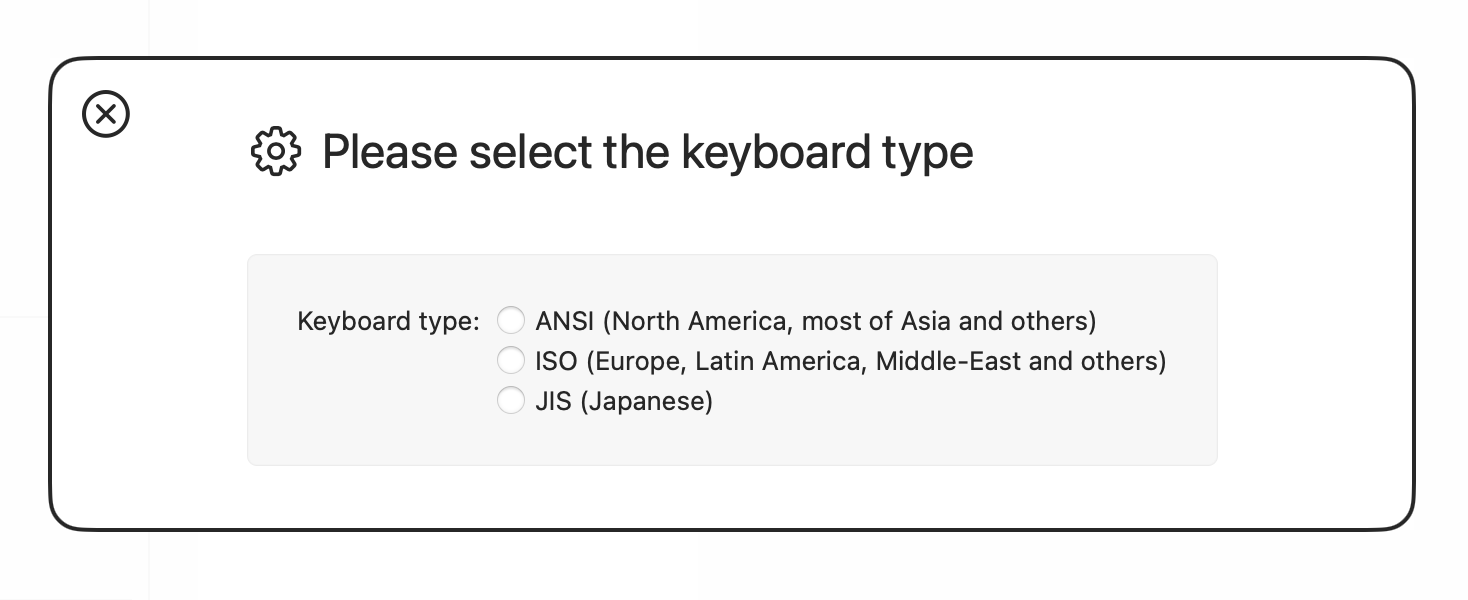 Please select the keyboard type
Keyboard type: ANSI (North America, most of Asia and others)
ISO (Europe, Latin America, Middle-East and others)
JIS (Japanese)